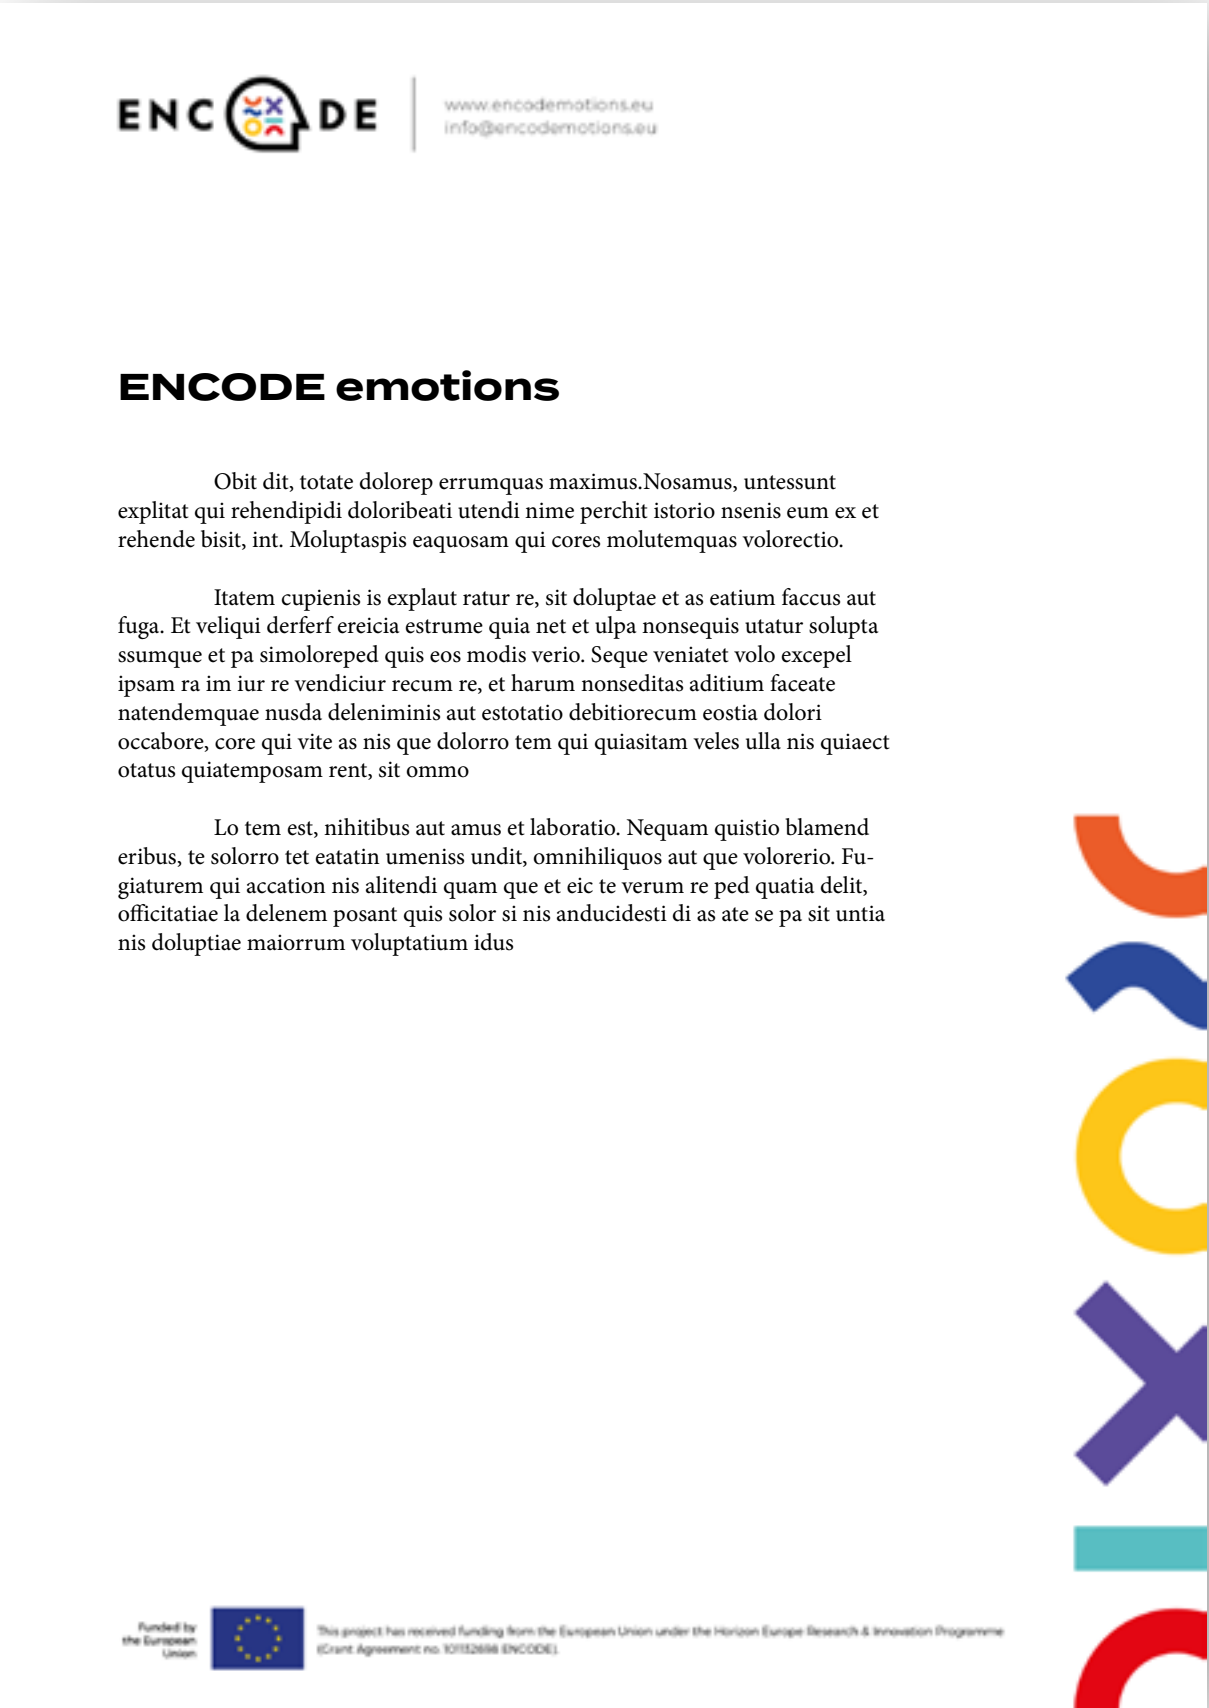 ENCODE
www.encodemotions.eu
info@encodemotions.eu
ENCODE emotions
Obit dit, totate dolorep errumquas maximus.Nosamus, untessunt
explitat qui rehendipidi doloribeati utendi nime perchit istorio nsenis eum ex et
rehende bisit, int. Moluptaspis eaquosam qui cores molutemquas volorectio.
Itatem cupienis is explaut ratur re, sit doluptae et as eatium faccus aut
fuga. Et veliqui derferf ereicia estrume quia net et ulpa nonsequis utatur solupta
ssumque et pa simoloreped quis eos modis verio. Seque veniatet volo excepel
ipsam ra im iur re vendiciur recum re, et harum nonseditas aditium faceate
natendemquae nusda deleniminis aut estotatio debitiorecum eostia dolori
occabore, core qui vite as nis que dolorro tem qui quiasitam veles ulla nis quiaect
otatus quiatemposam rent, sit ommo
Lo tem est, nihitibus aut amus et laboratio. Nequam quistio blamend
eribus, te solorro tet eatatin umeniss undit, omnihiliquos aut que volorerio. Fu-
giaturem qui accation nis alitendi quam que et eic te verum re ped quatia delit,
officitatiae la delenem posant quis solor si nis anducidesti di as ate se pa sit untia
nis doluptiae maiorrum voluptatium idus
Funded by
the European
Union
This project has received funding from the European Union under the Horizon Europe Research & Innovation Programme
(Grant Agreement no. ENCODE).